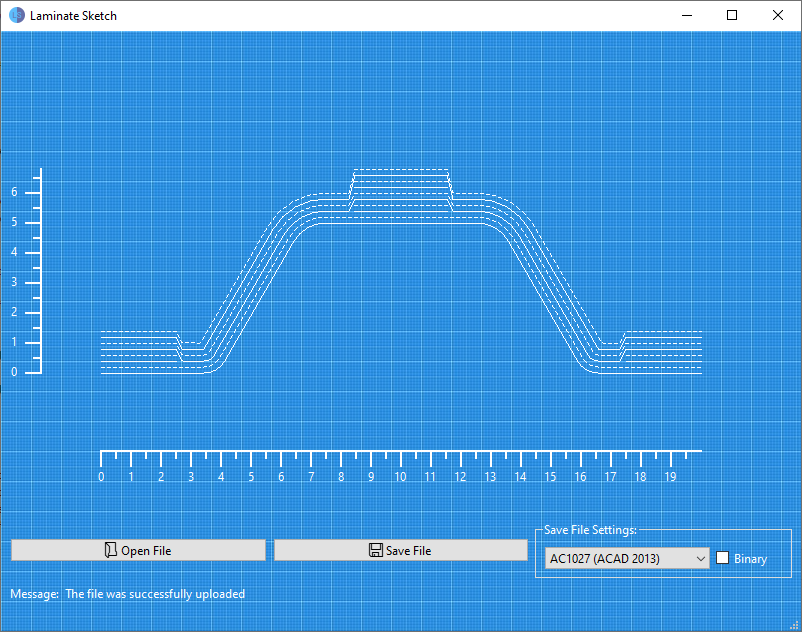 Laminate Sketch
6
5
4
3
2
1
0
0 1 2 3 4 5 6 7 8 9 10 11 12 13 14 15 16 17 18 19
Save File Settings:
Open File
Save File
AC1027 (ACAD 2013)
Binary
Message: The file was successfully uploaded